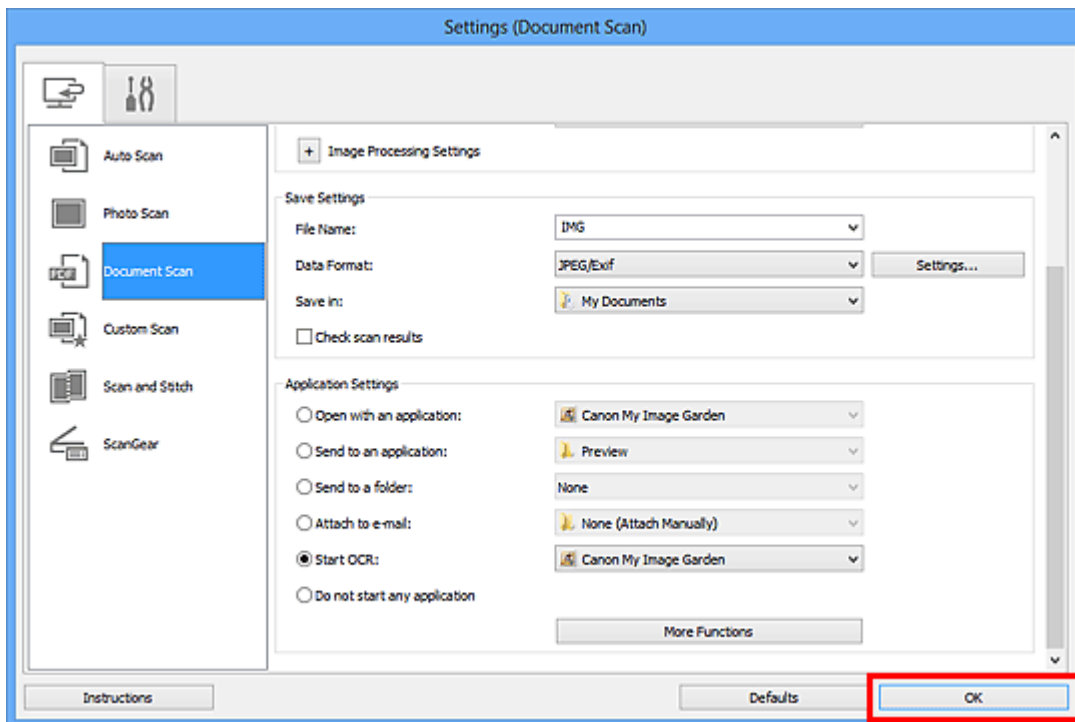 Settings (Document Scan)
Auto Scan
Photo Scan
Document Scan
Custom Scan
Scan and Stitch
ScanGear
+ Image Processing Settings
Save Settings
File Name: IMG
Data Format: JPEG/Exif Settings...
Save in: My Documents
Check scan results
Application Settings
Open with an application: Canon My Image Garden
Send to an application: Preview
Send to a folder: None
Attach to e-mail: None (Attach Manually)
Start OCR: Canon My Image Garden
Do not start any application
More Functions
Instructions Defaults OK